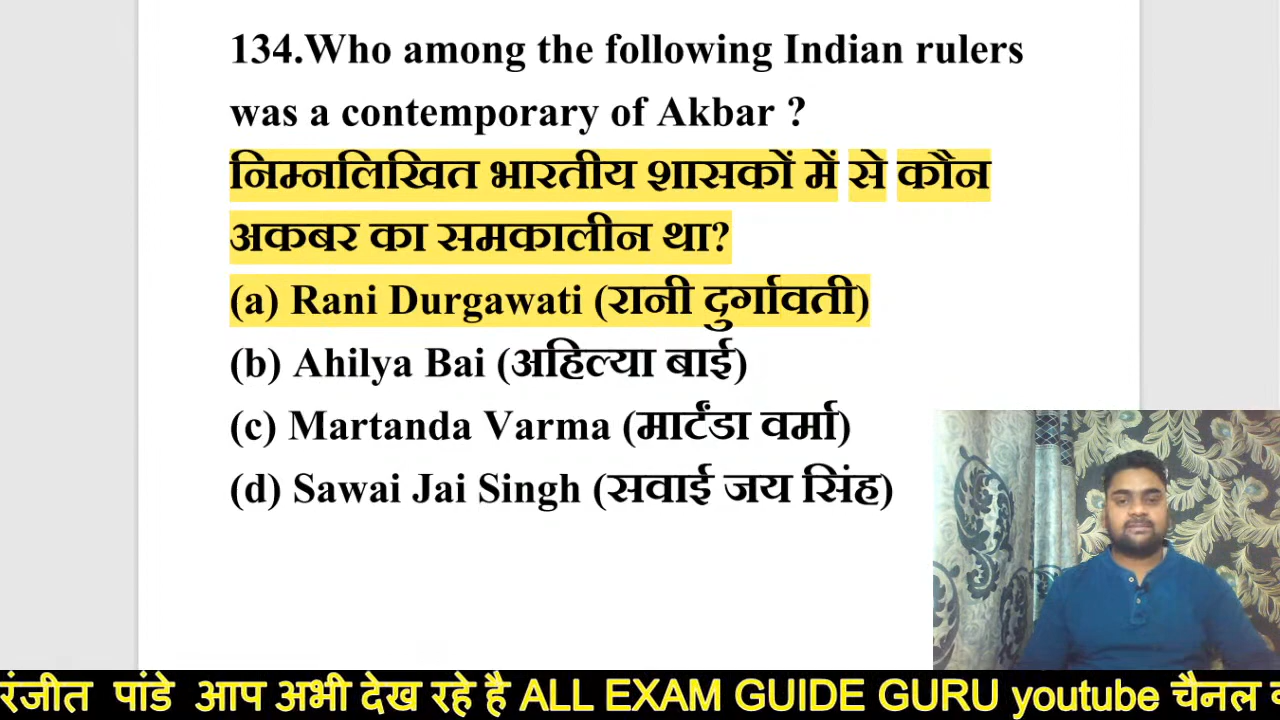 134.Who among the following Indian rulers
was a contemporary of Akbar ?
निम्नलिखित भारतीय शासकों में से कौन
अकबर का समकालीन था?
(a) Rani Durgawati (रानी दुर्गावती)
(b) Ahilya Bai (अहिल्या बाई)
(c) Martanda Varma (मार्टंडा वर्मा)
(d) Sawai Jai Singh (सवाई जय सिंह)
रंजीत पांडे आप अभी देख रहे है ALL EXAM GUIDE GURU youtube चैनल